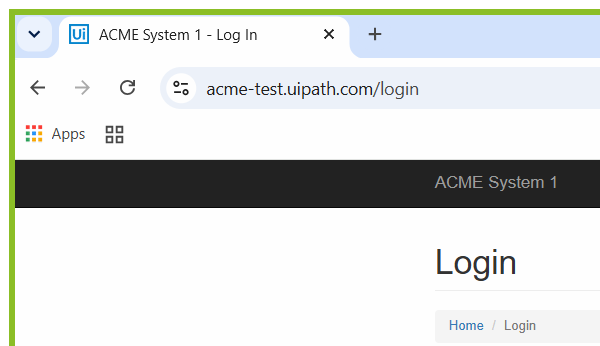 Ui ACME System 1 - Log In
acme-test.uipath.com/login
Apps
ACME System 1
Login
Home / Login